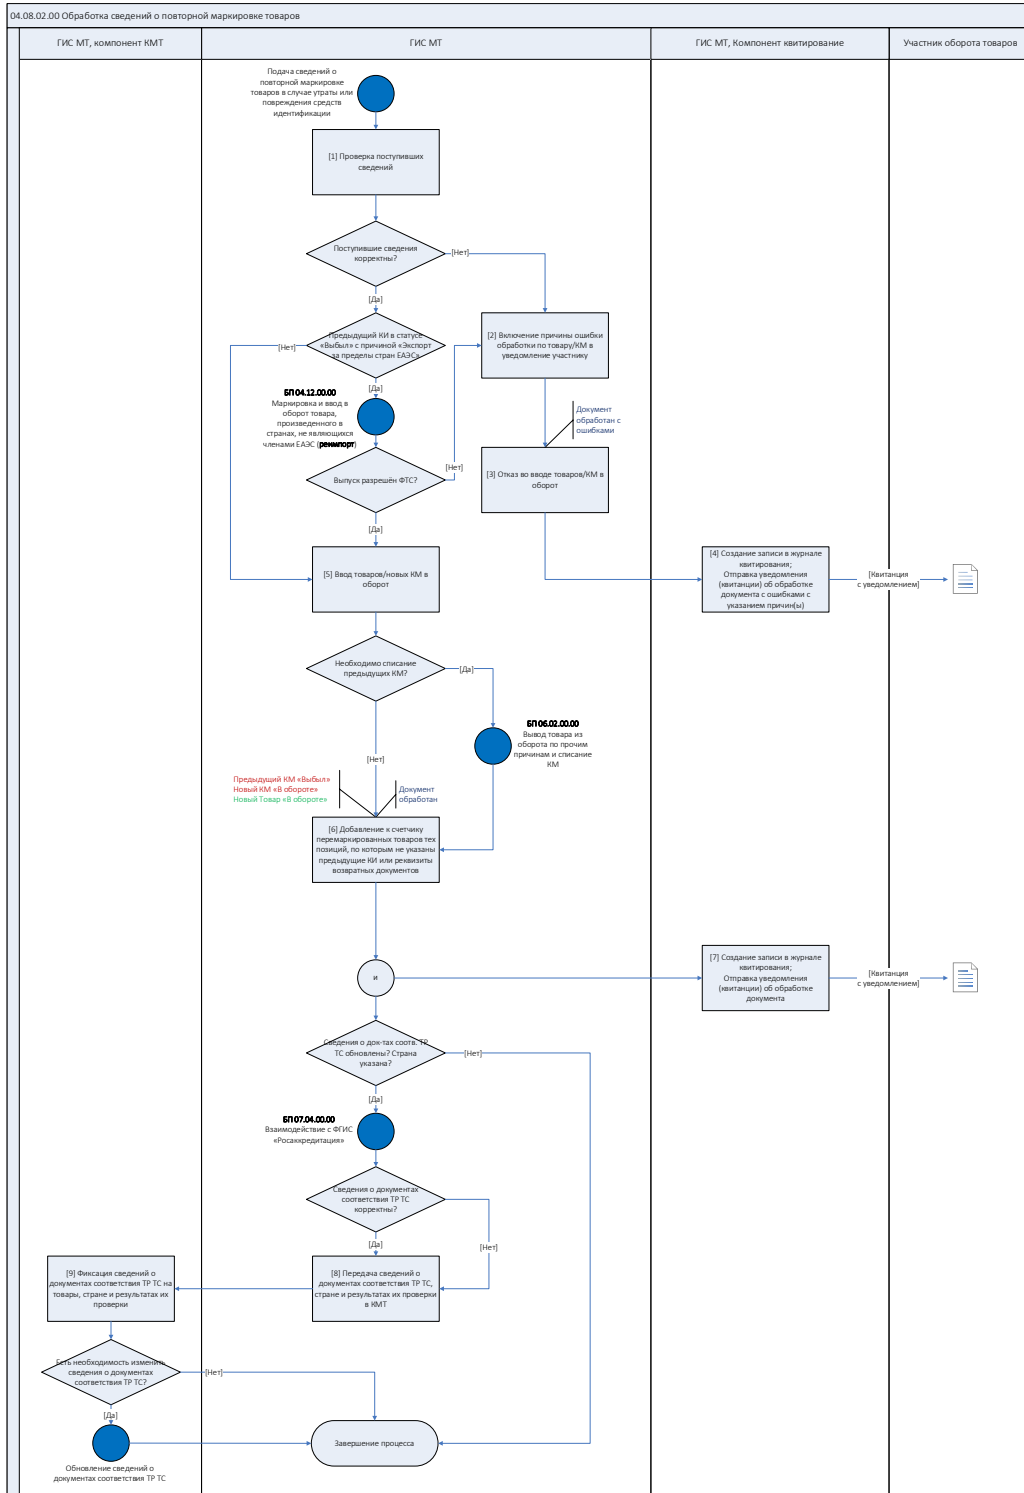 04.08.02.00 Обработка сведений о повторной маркировке товаров
ГИС МТ, компонент КМТ
ГИС МТ
ГИС МТ, Компонент квитирование
Участник оборота товаров
Подача сведений о
повторной маркировке
товаров в случае утраты или
повреждения средств
идентификации
[1] Проверка поступивших
сведений
Поступившие сведения
корректны?
[Нет]
[Да]
Предыдущий КИ в статусе
«Выбыл» с причиной «Экспорт
за пределы стран ЕАЭС»
[Нет]
[2] Включение причины ошибки
обработки по товару/КМ в
уведомление участнику
[Да]
БП 04.12.00.00
Маркировка и ввод в
оборот товара,
произведенного в
странах, не являющихся
членами ЕАЭС (реимпорт)
Документ
обработан с
ошибками
Выпуск разрешён ФТС?
[Нет]
[3] Отказ во вводе товаров/КМ в
оборот
[Да]
[5] Ввод товаров/новых КМ в
оборот
[4] Создание записи в журнале
квитирования;
Отправка уведомления
(квитанции) об обработке
документа с ошибками с
указанием причин(ы)
[Квитанция
с уведомлением]
Необходимо списание
предыдущих КМ?
[Да]
БП 06.02.00.00
Вывод товара из
оборота по прочим
причинам и списание
КМ
[Нет]
Предыдущий КМ «Выбыл»
Новый КМ «В обороте»
Новый Товар «В обороте»
Документ
обработан
[6] Добавление к счетчику
перемаркированных товаров тех
позиций, по которым не указаны
предыдущие КИ или реквизиты
возвратных документов
И
[7] Создание записи в журнале
квитирования;
Отправка уведомления
(квитанции) об обработке
документа
[Квитанция
с уведомлением]
Сведения о док-тах соотв. ТР
ТС обновлены? Страна
указана?
[Нет]
[Да]
БП 07.04.00.00
Взаимодействие с ФГИС
«Росаккредитация»
Сведения о документах
соответствия ТР ТС
корректны?
[Да]
[Нет]
[9] Фиксация сведений о
документах соответствия ТР ТС на
товары, стране и результатах их
проверки
[8] Передача сведений о
документах соответствия ТР ТС,
стране и результатах их проверки
в КМТ
Есть необходимость изменить
сведения о документах
соответствия ТР ТС?
[Нет]
[Да]
Завершение процесса
Обновление сведений о
документах соответствия ТР ТС